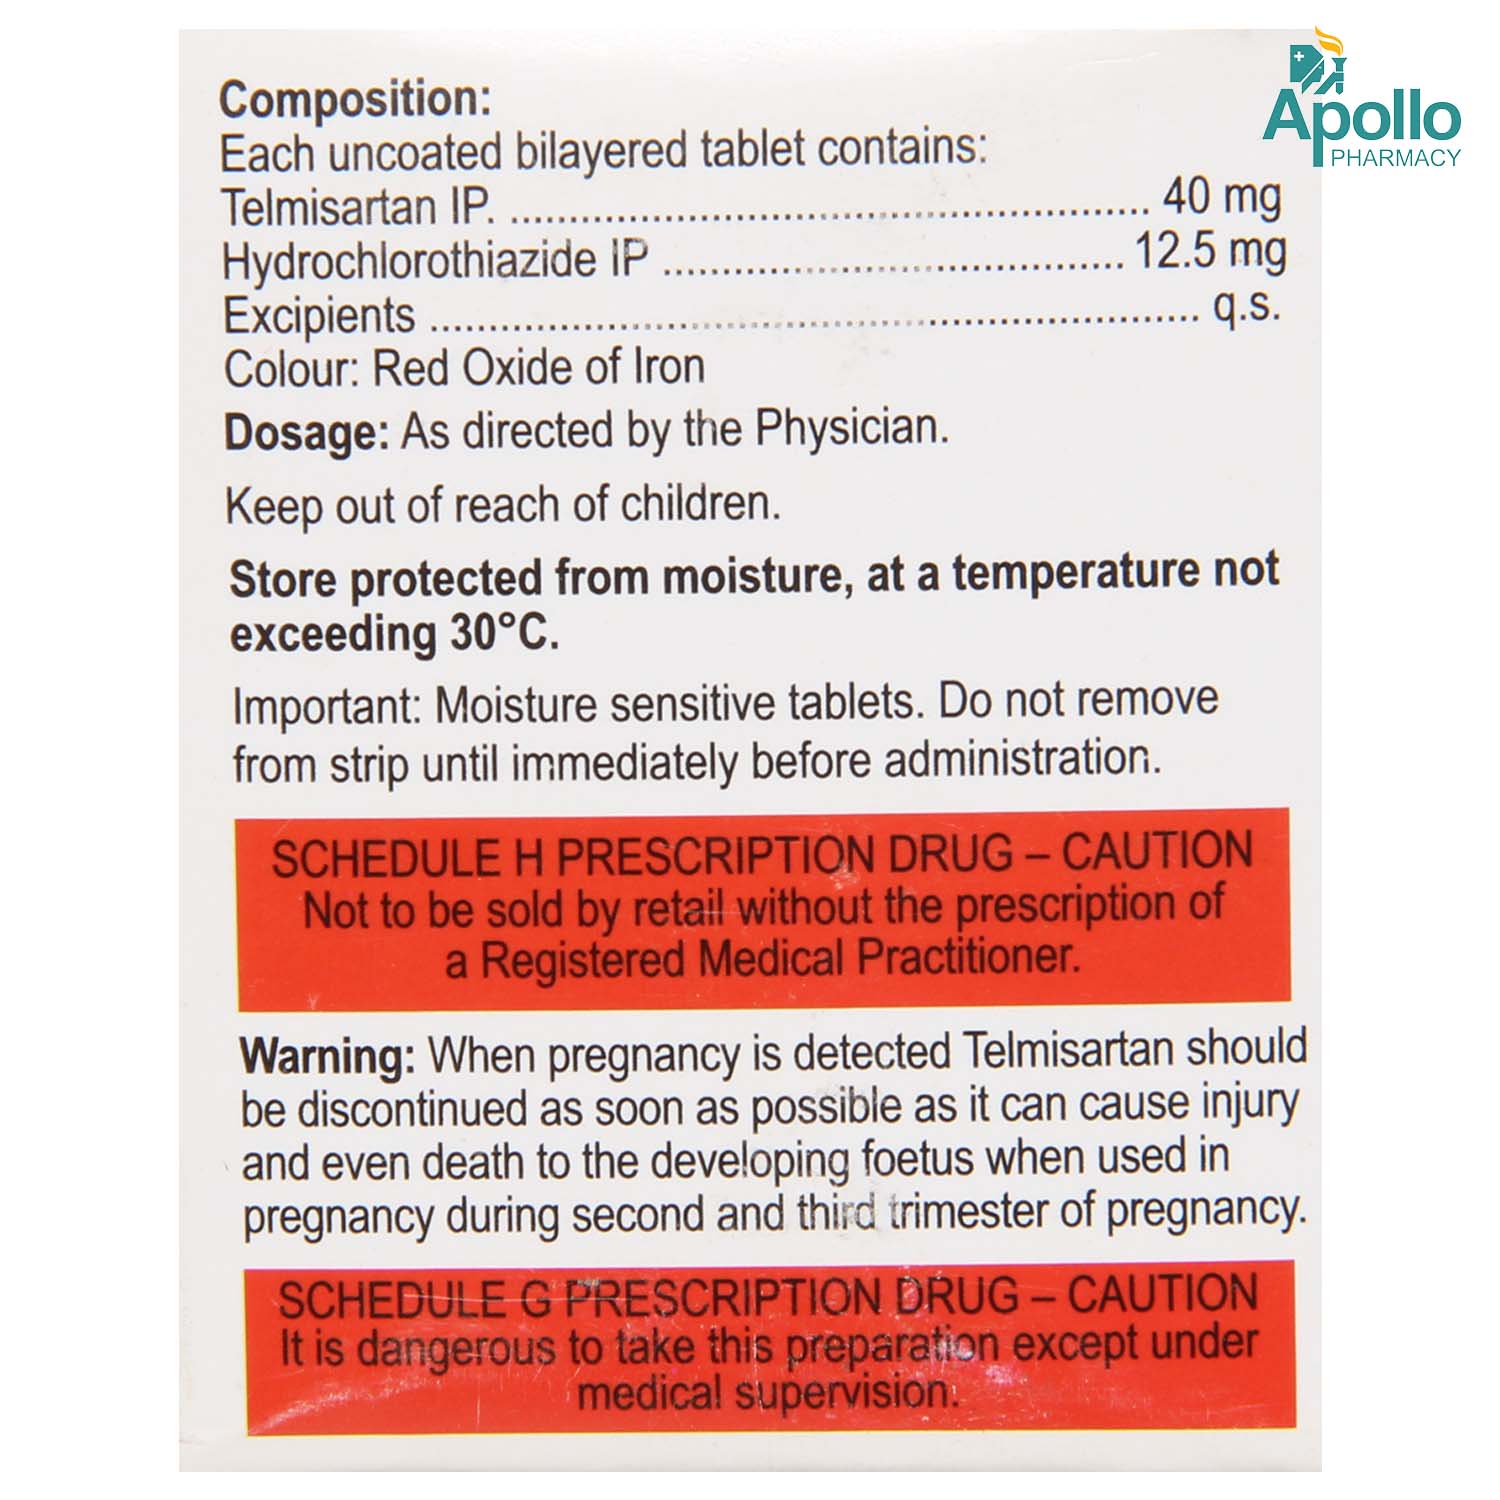 Apollo
PHARMACY
Composition:
Each uncoated bilayered tablet contains:
Telmisartan IP. ........................................................ 40 mg
Hydrochlorothiazide IP ........................................ 12.5 mg
Excipients .................................................................. q.s.
Colour: Red Oxide of Iron
Dosage: As directed by the Physician.
Keep out of reach of children.
Store protected from moisture, at a temperature not
exceeding 30°C.
Important: Moisture sensitive tablets. Do not remove
from strip until immediately before administration.
SCHEDULE H PRESCRIPTION DRUG – CAUTION
Not to be sold by retail without the prescription of
a Registered Medical Practitioner.
Warning: When pregnancy is detected Telmisartan should
be discontinued as soon as possible as it can cause injury
and even death to the developing foetus when used in
pregnancy during second and third trimester of pregnancy.
SCHEDULE G PRESCRIPTION DRUG – CAUTION
It is dangerous to take this preparation except under
medical supervision.